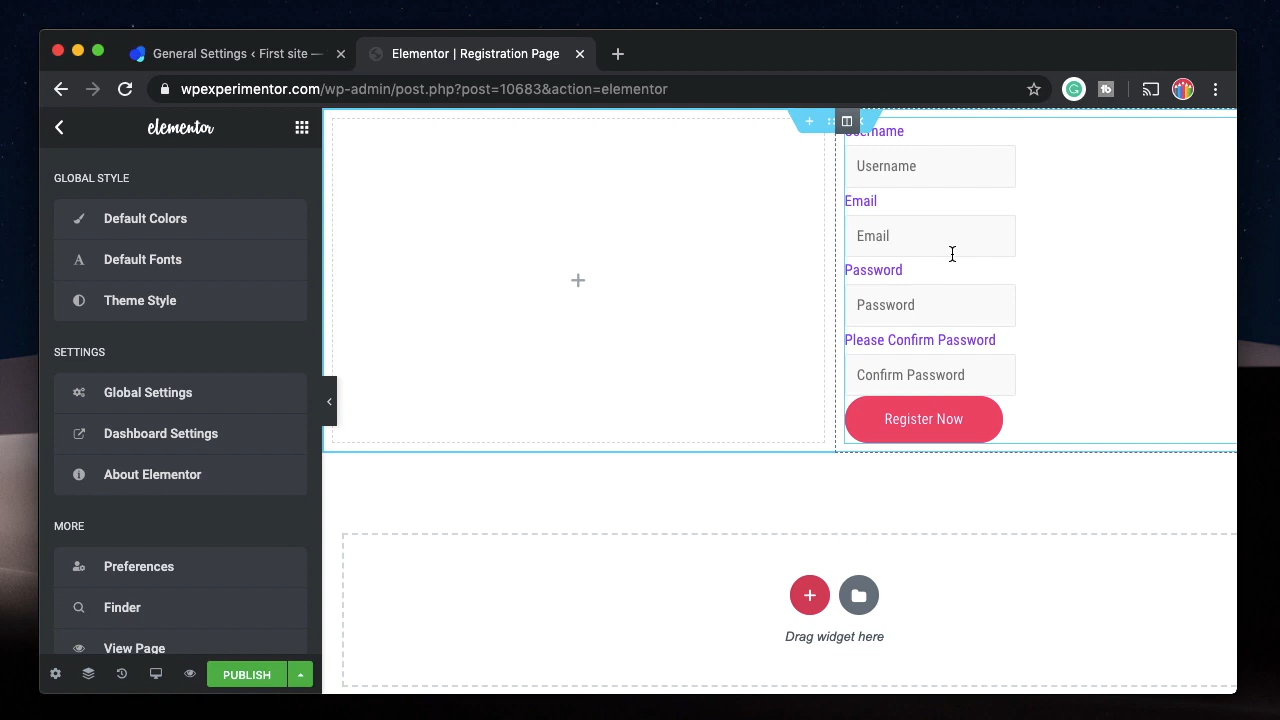 General Settings ‹ First site —
Elementor | Registration Page
wpexperimentor.com/wp-admin/post.php?post=10683&action=elementor
elementor
GLOBAL STYLE
Default Colors
Default Fonts
Theme Style
SETTINGS
Global Settings
Dashboard Settings
About Elementor
MORE
Preferences
Finder
View Page
PUBLISH
Username
Username
Email
Email
Password
Password
Please Confirm Password
Confirm Password
Register Now
Drag widget here